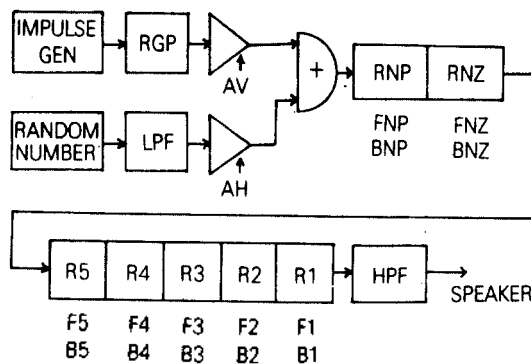 IMPULSE GEN
RGP
AV
+
RNP RNZ
FNP FNZ
BNP BNZ
RANDOM NUMBER
LPF
AH
R5 R4 R3 R2 R1
HPF
SPEAKER
F5 F4 F3 F2 F1
B5 B4 B3 B2 B1